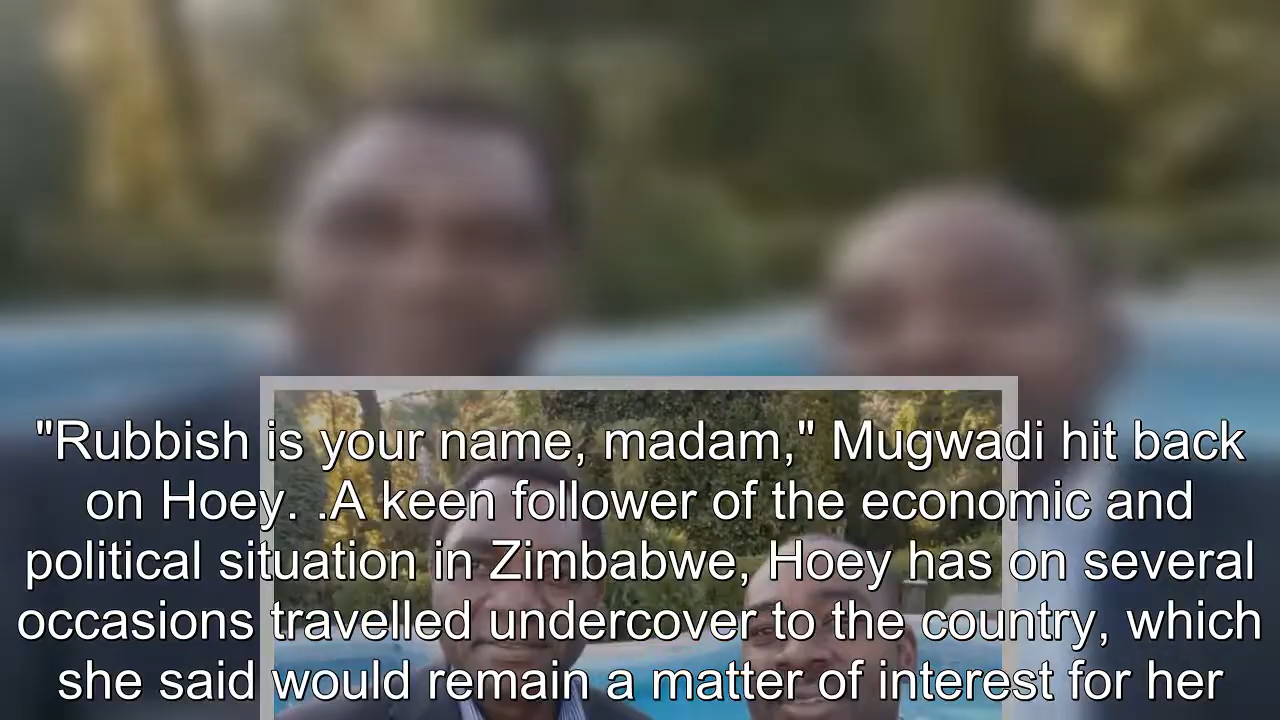 "Rubbish is your name, madam," Mugwadi hit back
on Hoey. .A keen follower of the economic and
political situation in Zimbabwe, Hoey has on several
occasions travelled undercover to the country, which
she said would remain a matter of interest for her